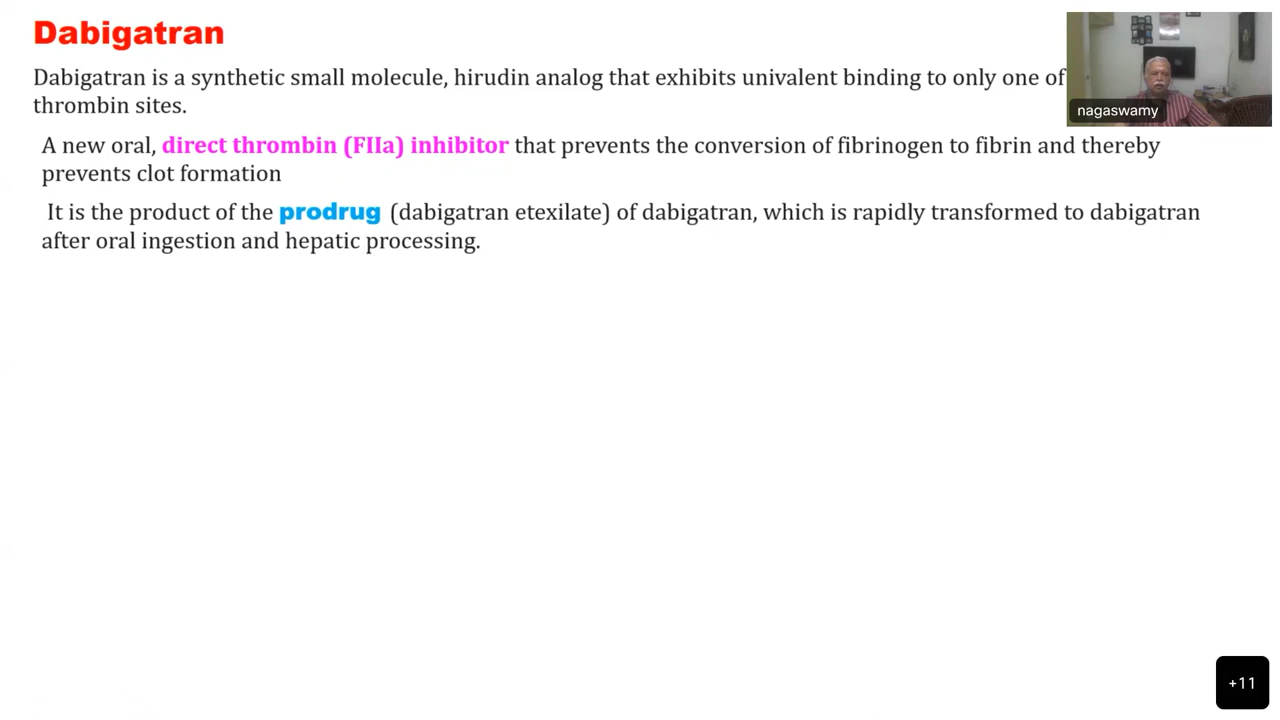 Dabigatran
Dabigatran is a synthetic small molecule, hirudin analog that exhibits univalent binding to only one of
thrombin sites.
A new oral, direct thrombin (FIIa) inhibitor that prevents the conversion of fibrinogen to fibrin and thereby
prevents clot formation
It is the product of the prodrug (dabigatran etexilate) of dabigatran, which is rapidly transformed to dabigatran
after oral ingestion and hepatic processing.
nagaswamy
+11